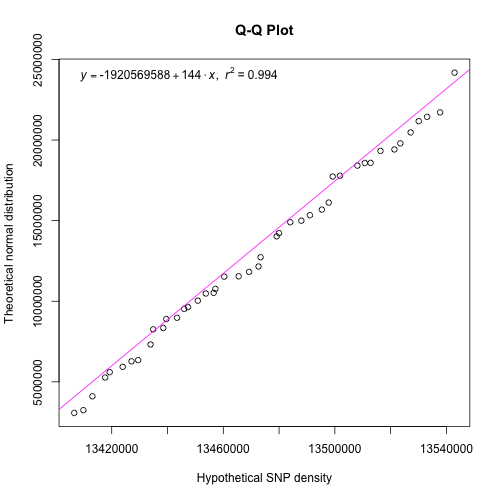 Q-Q Plot
y = -1920569588 + 144 · x, r² = 0.994
Theoretical normal distribution
25000000
20000000
15000000
10000000
5000000
13420000 13460000 13500000 13540000
Hypothetical SNP density